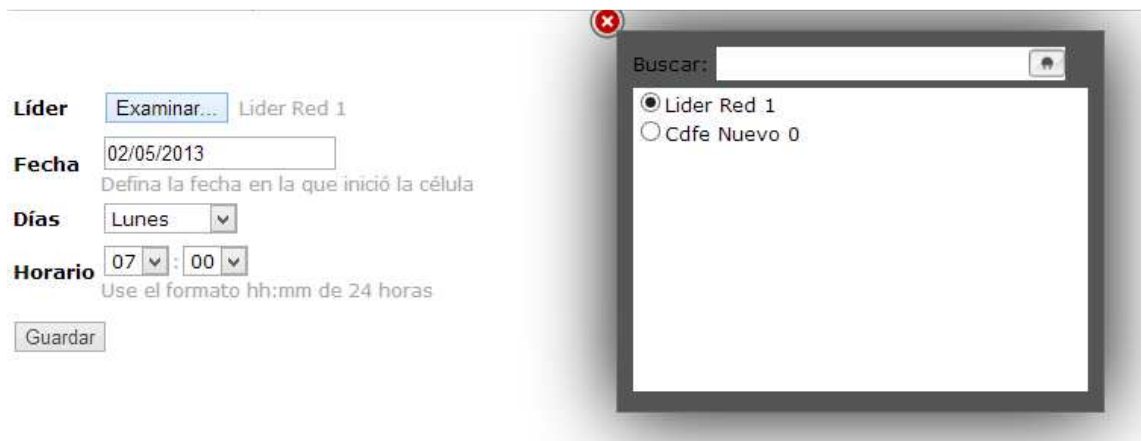 Líder Examinar... Lider Red 1
Fecha 02/05/2013
Defina la fecha en la que inició la célula
Días Lunes
Horario 07 : 00
Use el formato hh:mm de 24 horas
Guardar
Buscar:
Lider Red 1
Cdfe Nuevo 0